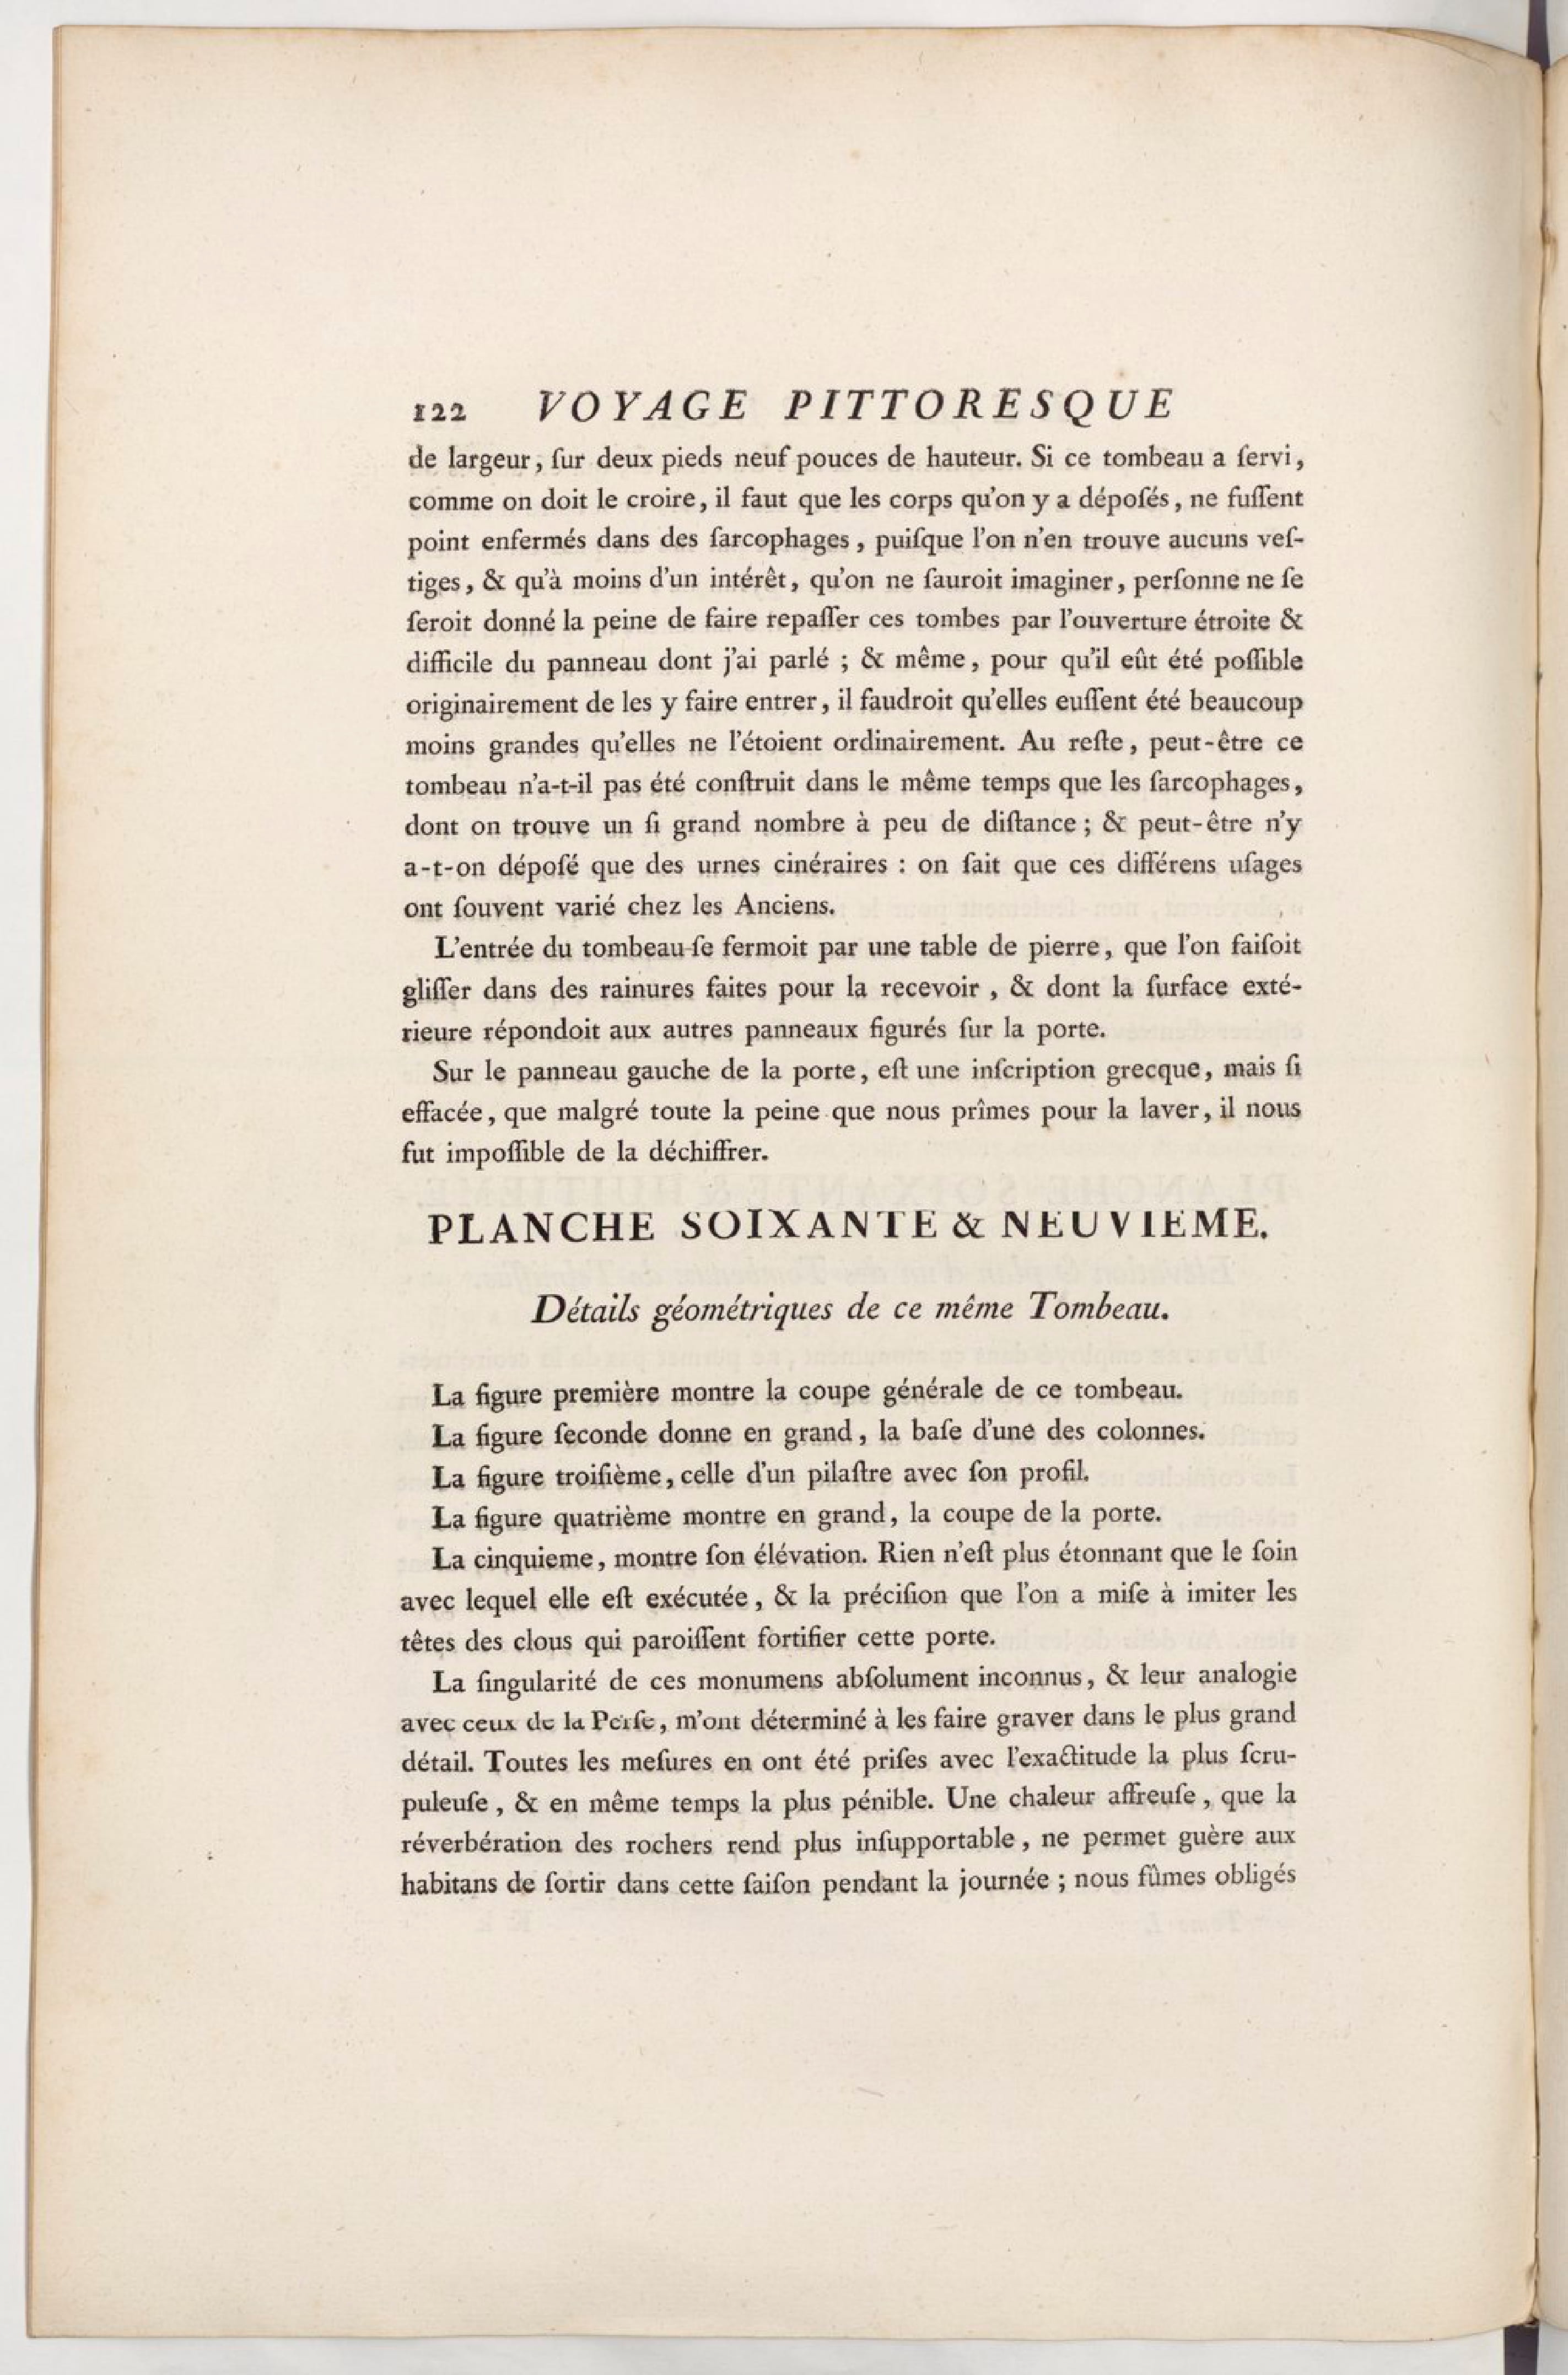 122 VOYAGE PITTORESQUE
de largeur, ſur deux pieds neuf pouces de hauteur. Si ce tombeau a ſervi,
comme on doit le croire, il faut que les corps qu'on y a dépoſés, ne fuſſent
point enfermés dans des ſarcophages, puiſque l'on n'en trouve aucuns veſ-
tiges, & qu'à moins d'un intérêt, qu'on ne ſauroit imaginer, perſonne ne ſe
ſeroit donné la peine de faire repaſſer ces tombes par l'ouverture étroite &
difficile du panneau dont j'ai parlé ; & même, pour qu'il eût été poſſible
originairement de les y faire entrer, il faudroit qu'elles euſſent été beaucoup
moins grandes qu'elles ne l'étoient ordinairement. Au reſte, peut-être ce
tombeau n'a-t-il pas été conſtruit dans le même temps que les ſarcophages,
dont on trouve un ſi grand nombre à peu de diſtance ; & peut-être n'y
a-t-on dépoſé que des urnes cinéraires : on ſait que ces différens uſages
ont ſouvent varié chez les Anciens.
L'entrée du tombeau ſe fermoit par une table de pierre, que l'on faiſoit
gliſſer dans des rainures faites pour la recevoir, & dont la ſurface exté-
rieure répondoit aux autres panneaux figurés ſur la porte.
Sur le panneau gauche de la porte, eſt une inſcription grecque, mais ſi
effacée, que malgré toute la peine que nous prîmes pour la laver, il nous
fut impoſſible de la déchiffrer.
PLANCHE SOIXANTE & NEUVIEME.
Détails géométriques de ce même Tombeau.
La figure première montre la coupe générale de ce tombeau.
La figure ſeconde donne en grand, la baſe d'une des colonnes.
La figure troiſième, celle d'un pilaſtre avec ſon profil.
La figure quatrième montre en grand, la coupe de la porte.
La cinquieme, montre ſon élévation. Rien n'eſt plus étonnant que le ſoin
avec lequel elle eſt exécutée, & la préciſion que l'on a miſe à imiter les
têtes des clous qui paroiſſent fortifier cette porte.
La ſingularité de ces monumens abſolument inconnus, & leur analogie
avec ceux de la Perſe, m'ont déterminé à les faire graver dans le plus grand
détail. Toutes les meſures en ont été priſes avec l'exactitude la plus ſcru-
puleuſe, & en même temps la plus pénible. Une chaleur affreuſe, que la
réverbération des rochers rend plus inſupportable, ne permet guère aux
habitans de ſortir dans cette ſaiſon pendant la journée ; nous fûmes obligés